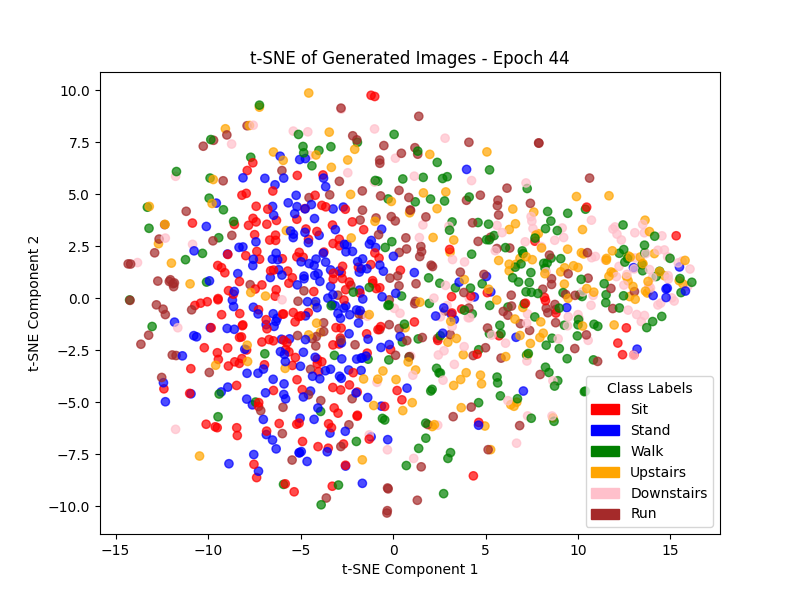 t-SNE of Generated Images - Epoch 44
t-SNE Component 2
10.0
7.5
5.0
2.5
0.0
−2.5
−5.0
−7.5
−10.0
Class Labels
Sit
Stand
Walk
Upstairs
Downstairs
Run
−15
−10
−5
0
5
10
15
t-SNE Component 1